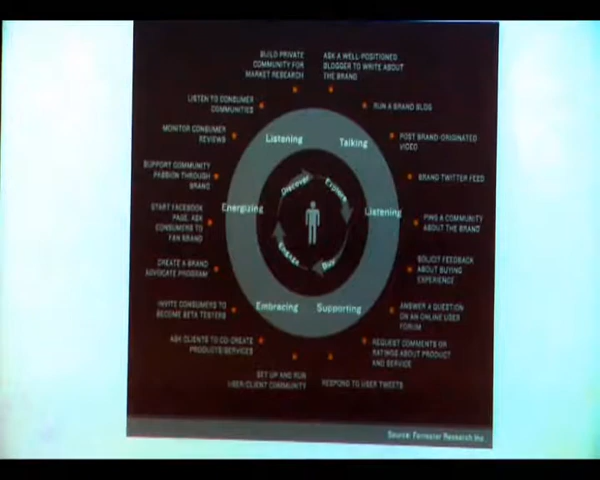 BUILD PRIVATE
COMMUNITY FOR
MARKET RESEARCH
ASK A WELL-POSITIONED
BLOGGER TO WRITE ABOUT
THE BRAND
LISTEN TO CONSUMER
COMMUNITIES
RUN A BRAND BLOG
MONITOR CONSUMER
REVIEWS
POST BRAND-ORIGINATED
VIDEO
SUPPORT COMMUNITY
PASSION THROUGH
BRAND
BRAND TWITTER FEED
START FACEBOOK
PAGE, ASK
CONSUMERS TO
FAN BRAND
PING A COMMUNITY
ABOUT THE BRAND
CREATE A BRAND
ADVOCATE PROGRAM
SOLICIT FEEDBACK
ABOUT BUYING
EXPERIENCE
INVITE CONSUMERS TO
BECOME BETA TESTERS
ANSWER A QUESTION
ON AN ONLINE USER
FORUM
ASK CLIENTS TO CO-CREATE
PRODUCTS/SERVICES
REQUEST COMMENTS OR
RATINGS ABOUT PRODUCT
AND SERVICE
SET UP AND RUN
USER/CLIENT COMMUNITY
RESPOND TO USER TWEETS
Listening
Talking
Energizing
Listening
Embracing
Supporting
Discover
Explore
Buy
Engage
Source: Forrester Research Inc